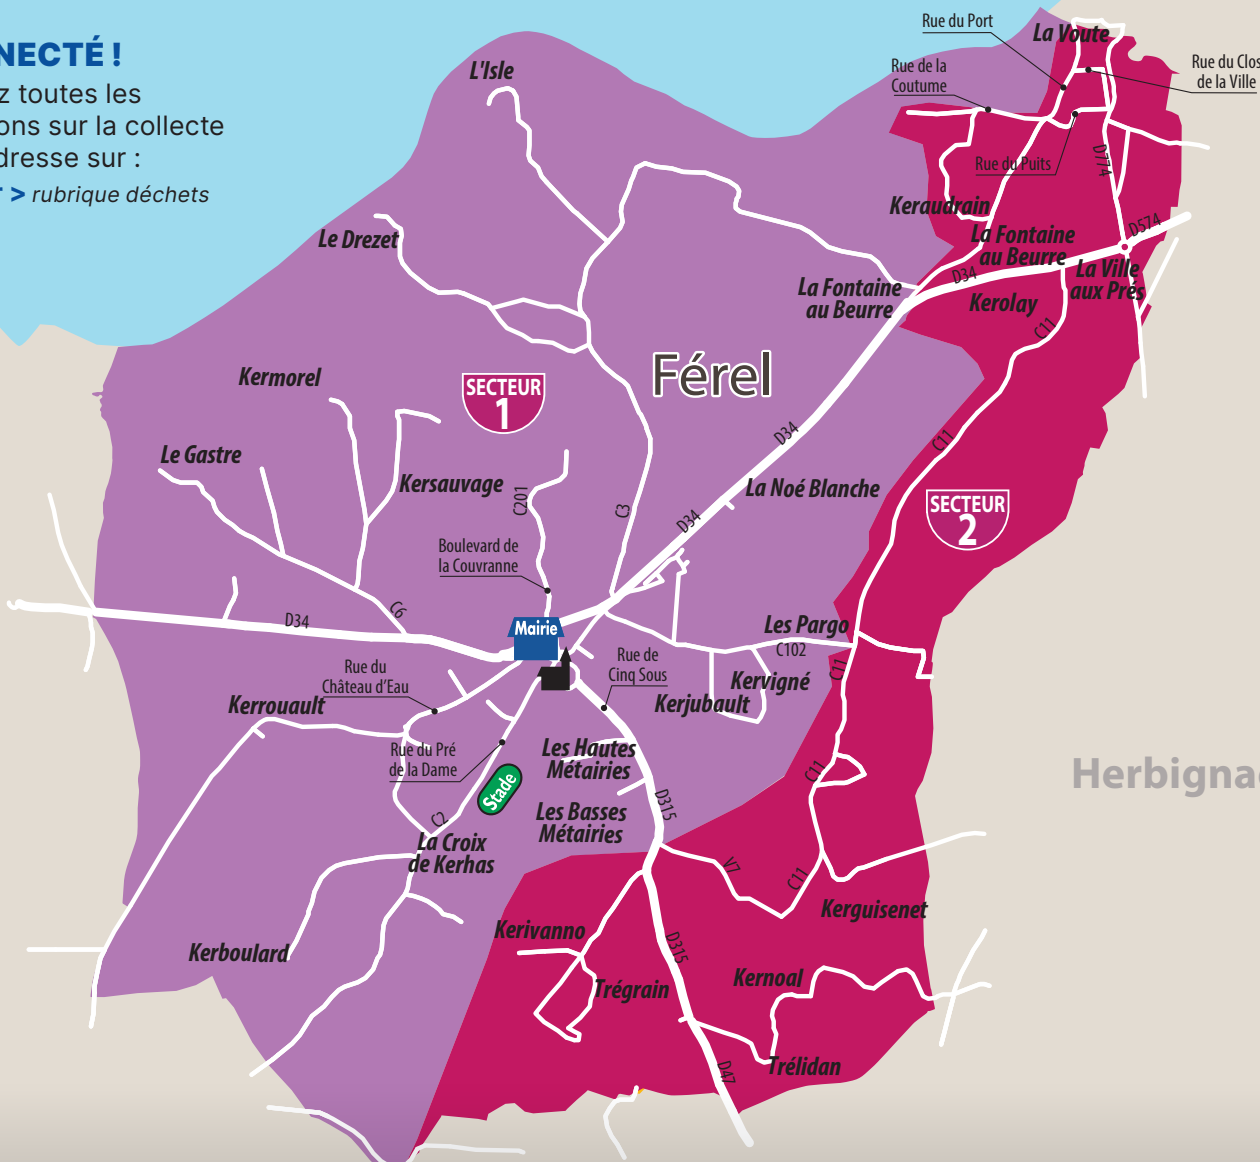 NECTÉ !
z toutes les
ons sur la collecte
dresse sur :
> rubrique déchets
Rue du Port
La Voute
Rue de la
Coutume
Rue du Clos
de la Ville
L'Isle
Rue du Puits
D774
Keraudrain
Le Drezet
La Fontaine
au Beurre
D574
D34
La Ville
aux Prés
La Fontaine
au Beurre
Kerolay
C11
Férel
Kermorel
SECTEUR
1
D34
C11
Le Gastre
Kersauvage
C201
C3
La Noé Blanche
D34
SECTEUR
2
Boulevard de
la Couvranne
C6
D34
Mairie
Les Pargo
C102
C11
Rue du
Château d'Eau
Rue de
Cinq Sous
Kervigné
Kerjubault
Kerrouault
Rue du Pré
de la Dame
Les Hautes
Métairies
C11
Herbigna
Stade
D315
C2
Les Basses
Métairies
La Croix
de Kerhas
V7
C11
Kerguisenet
Kerivanno
Kerboulard
D315
Trégrain
Kernoal
Trélidan
D47